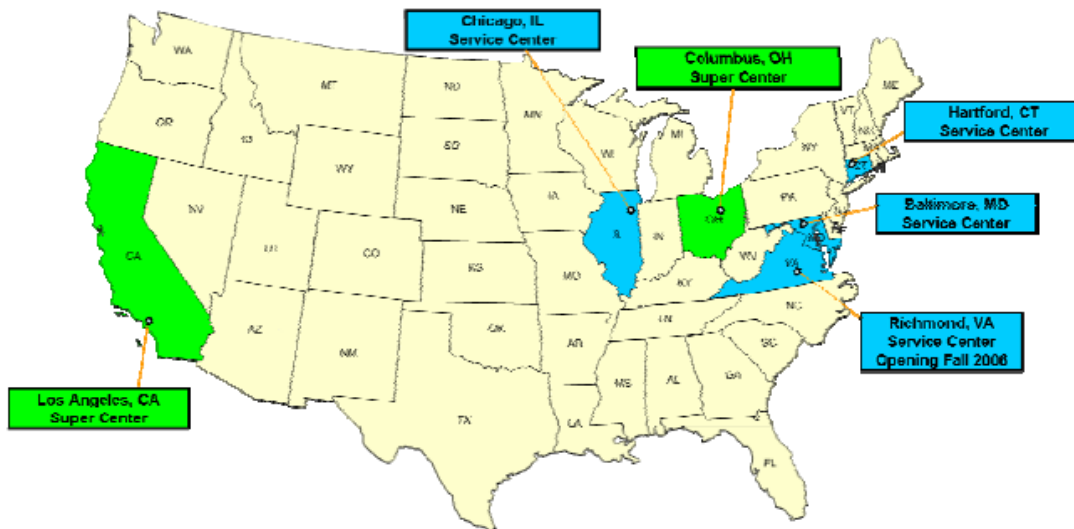 Chicago, IL
Service Center
Columbus, OH
Super Center
Hartford, CT
Service Center
Baltimore, MD
Service Center
Richmond, VA
Service Center
Opening Fall 2006
Los Angeles, CA
Super Center
WA
MT
ND
MN
ME
VT
OR
ID
SD
WI
MI
NY
WY
IA
PA
NV
NE
IL
IN
OH
CA
UT
CO
KS
MO
KY
VA
AZ
NM
OK
AR
TN
NC
SC
MS
AL
GA
TX
LA
FL